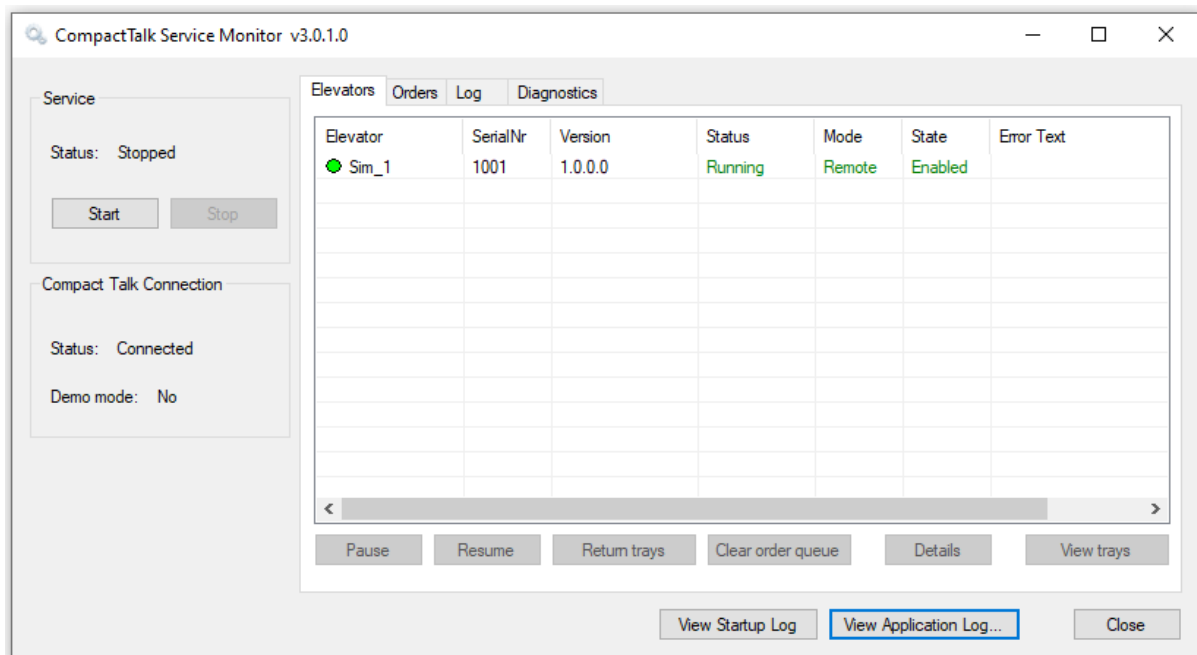 CompactTalk Service Monitor v3.0.1.0
Service
Status: Stopped
Start Stop
Compact Talk Connection
Status: Connected
Demo mode: No
Elevators Orders Log Diagnostics
Elevator SerialNr Version Status Mode State Error Text
Sim_1 1001 1.0.0.0 Running Remote Enabled
Pause Resume Return trays Clear order queue Details View trays
View Startup Log View Application Log... Close